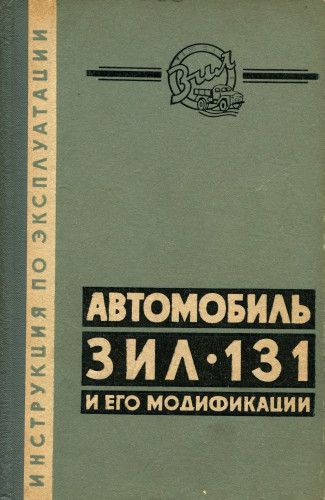 Зил
АВТОМОБИЛЬ
ЗИЛ·131
И ЕГО МОДИФИКАЦИИ
ИНСТРУКЦИЯ ПО ЭКСПЛУАТАЦИИ